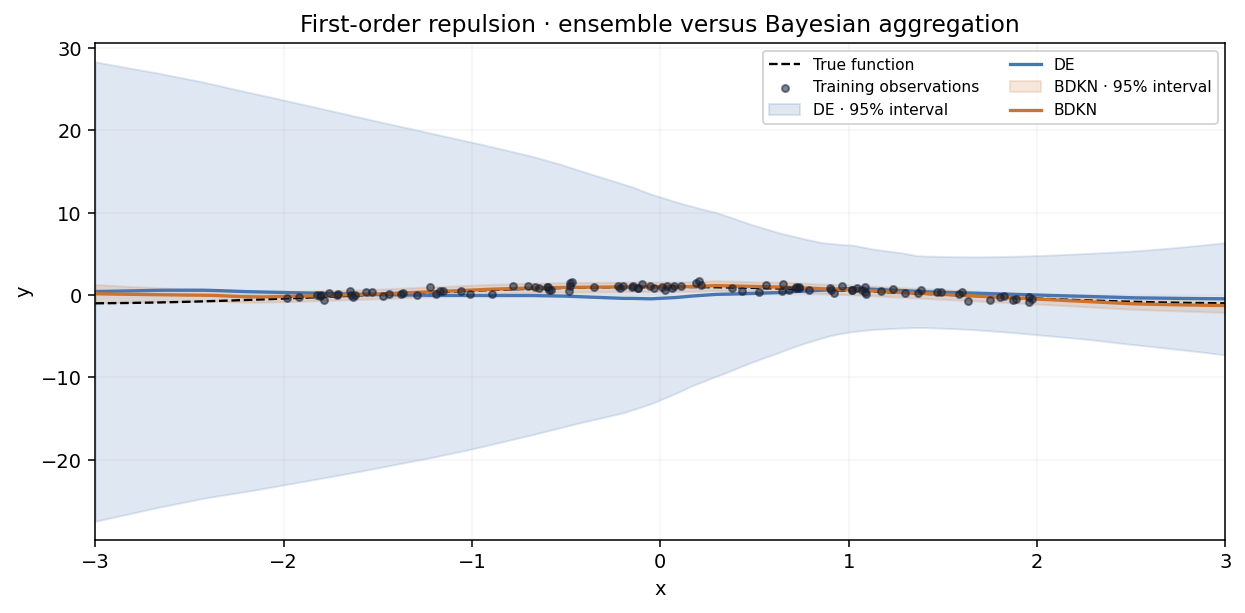 First-order repulsion · ensemble versus Bayesian aggregation
30
20
10
0
−10
−20
y
True function
Training observations
DE · 95% interval
DE
BDKN · 95% interval
BDKN
−3
−2
−1
0
1
2
3
x